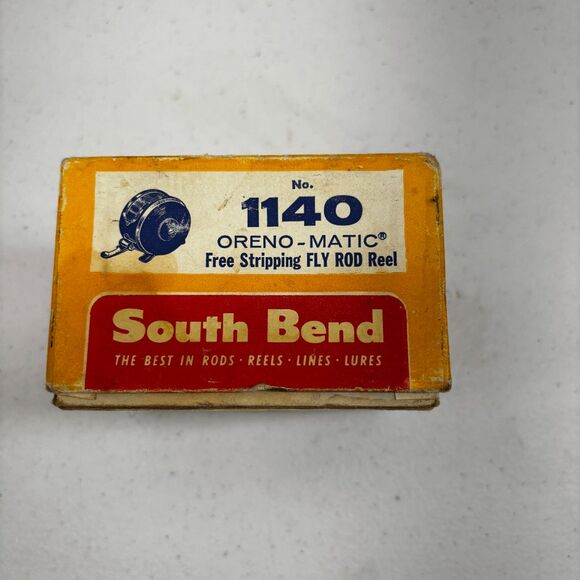 No.
1140
ORENO-MATIC®
Free Stripping FLY ROD Reel
South Bend
THE BEST IN RODS · REELS · LINES · LURES